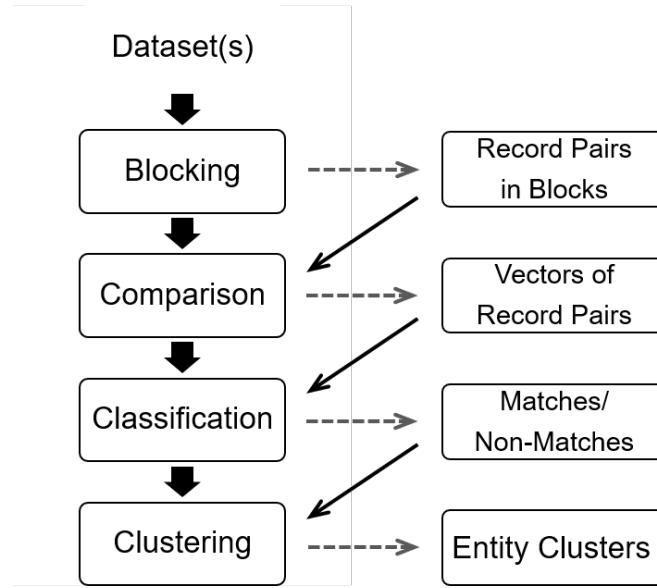 Dataset(s)
Blocking
Record Pairs
in Blocks
Comparison
Vectors of
Record Pairs
Classification
Matches/
Non-Matches
Clustering
Entity Clusters